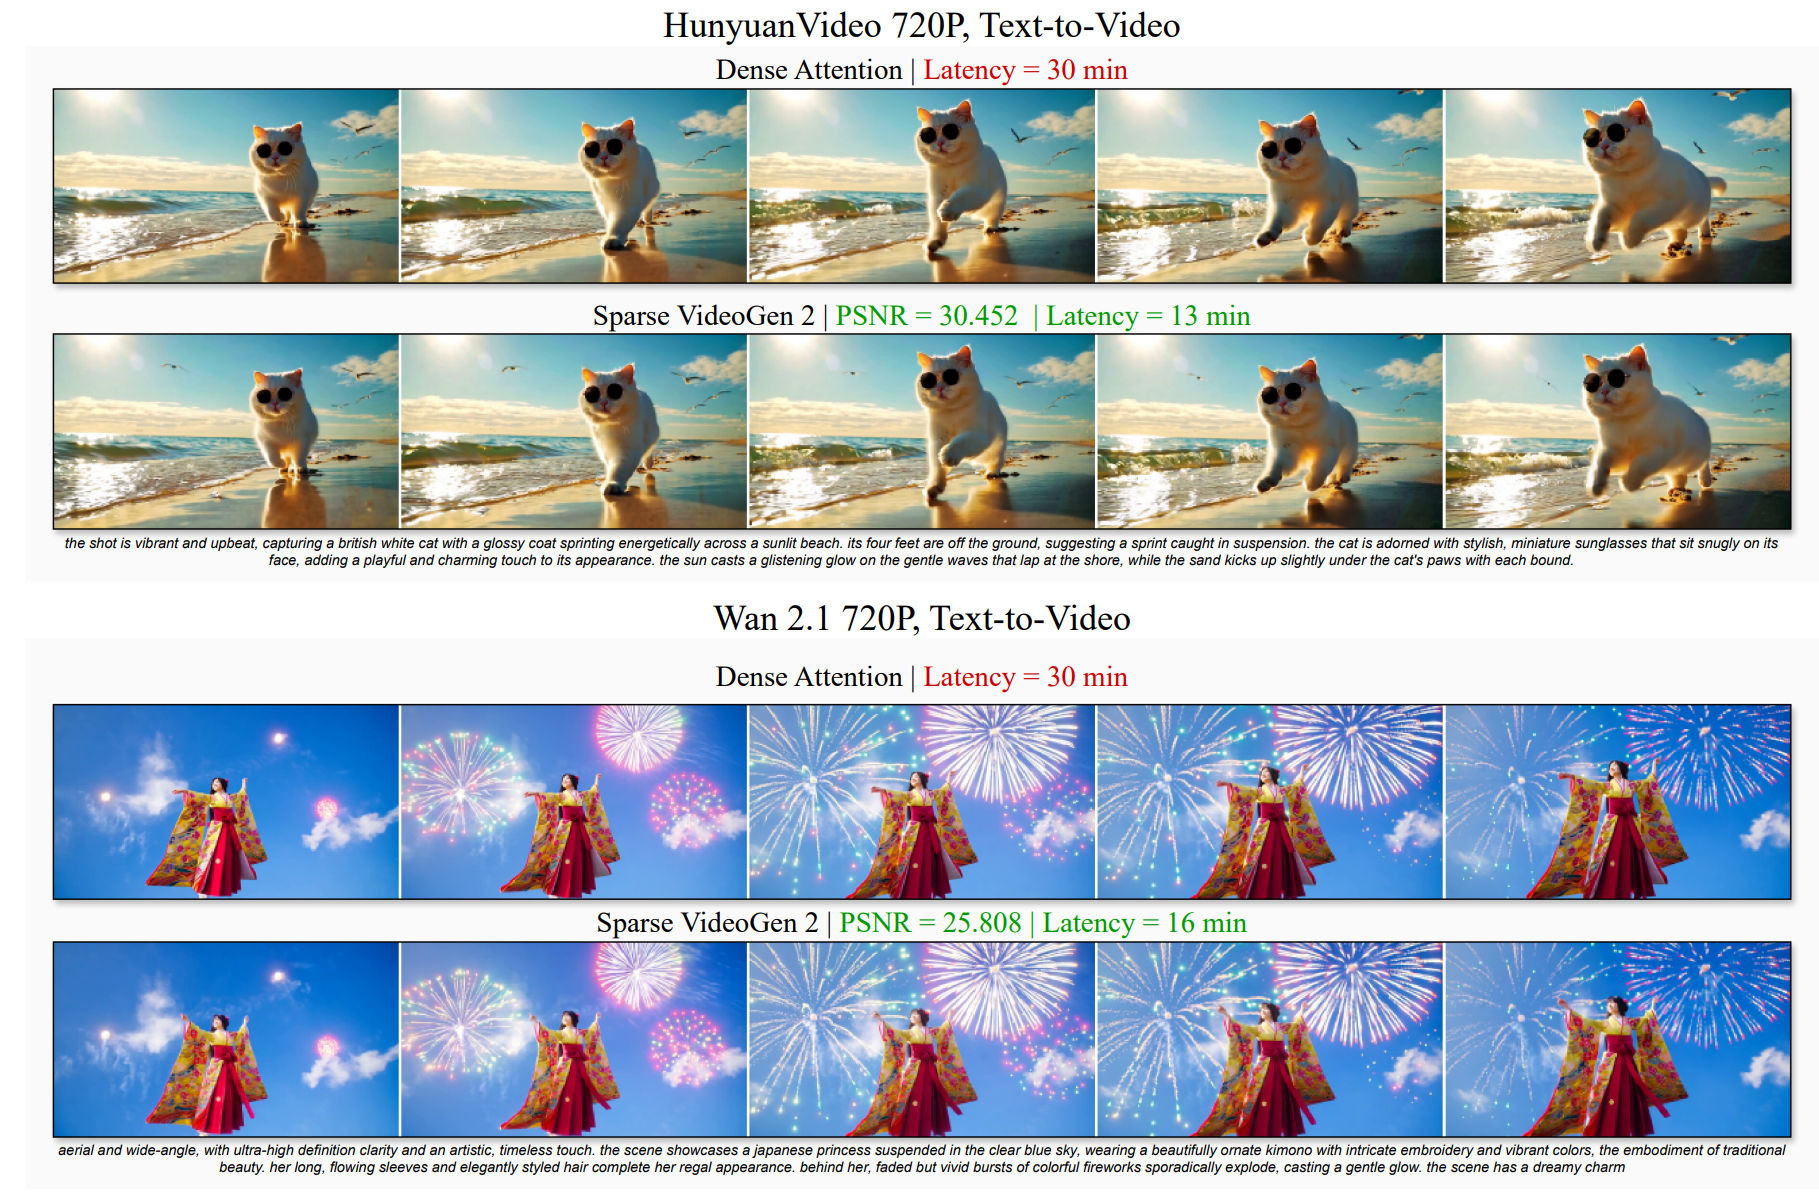 HunyuanVideo 720P, Text-to-Video
Dense Attention | Latency = 30 min
Sparse VideoGen 2 | PSNR = 30.452 | Latency = 13 min
the shot is vibrant and upbeat, capturing a british white cat with a glossy coat sprinting energetically across a sunlit beach. its four feet are off the ground, suggesting a sprint caught in suspension. the cat is adorned with stylish, miniature sunglasses that sit snugly on its
face, adding a playful and charming touch to its appearance. the sun casts a glistening glow on the gentle waves that lap at the shore, while the sand kicks up slightly under the cat's paws with each bound.
Wan 2.1 720P, Text-to-Video
Dense Attention | Latency = 30 min
Sparse VideoGen 2 | PSNR = 25.808 | Latency = 16 min
aerial and wide-angle, with ultra-high definition clarity and an artistic, timeless touch. the scene showcases a japanese princess suspended in the clear blue sky, wearing a beautifully ornate kimono with intricate embroidery and vibrant colors, the embodiment of traditional
beauty. her long, flowing sleeves and elegantly styled hair complete her regal appearance. behind her, faded but vivid bursts of colorful fireworks sporadically explode, casting a gentle glow. the scene has a dreamy charm